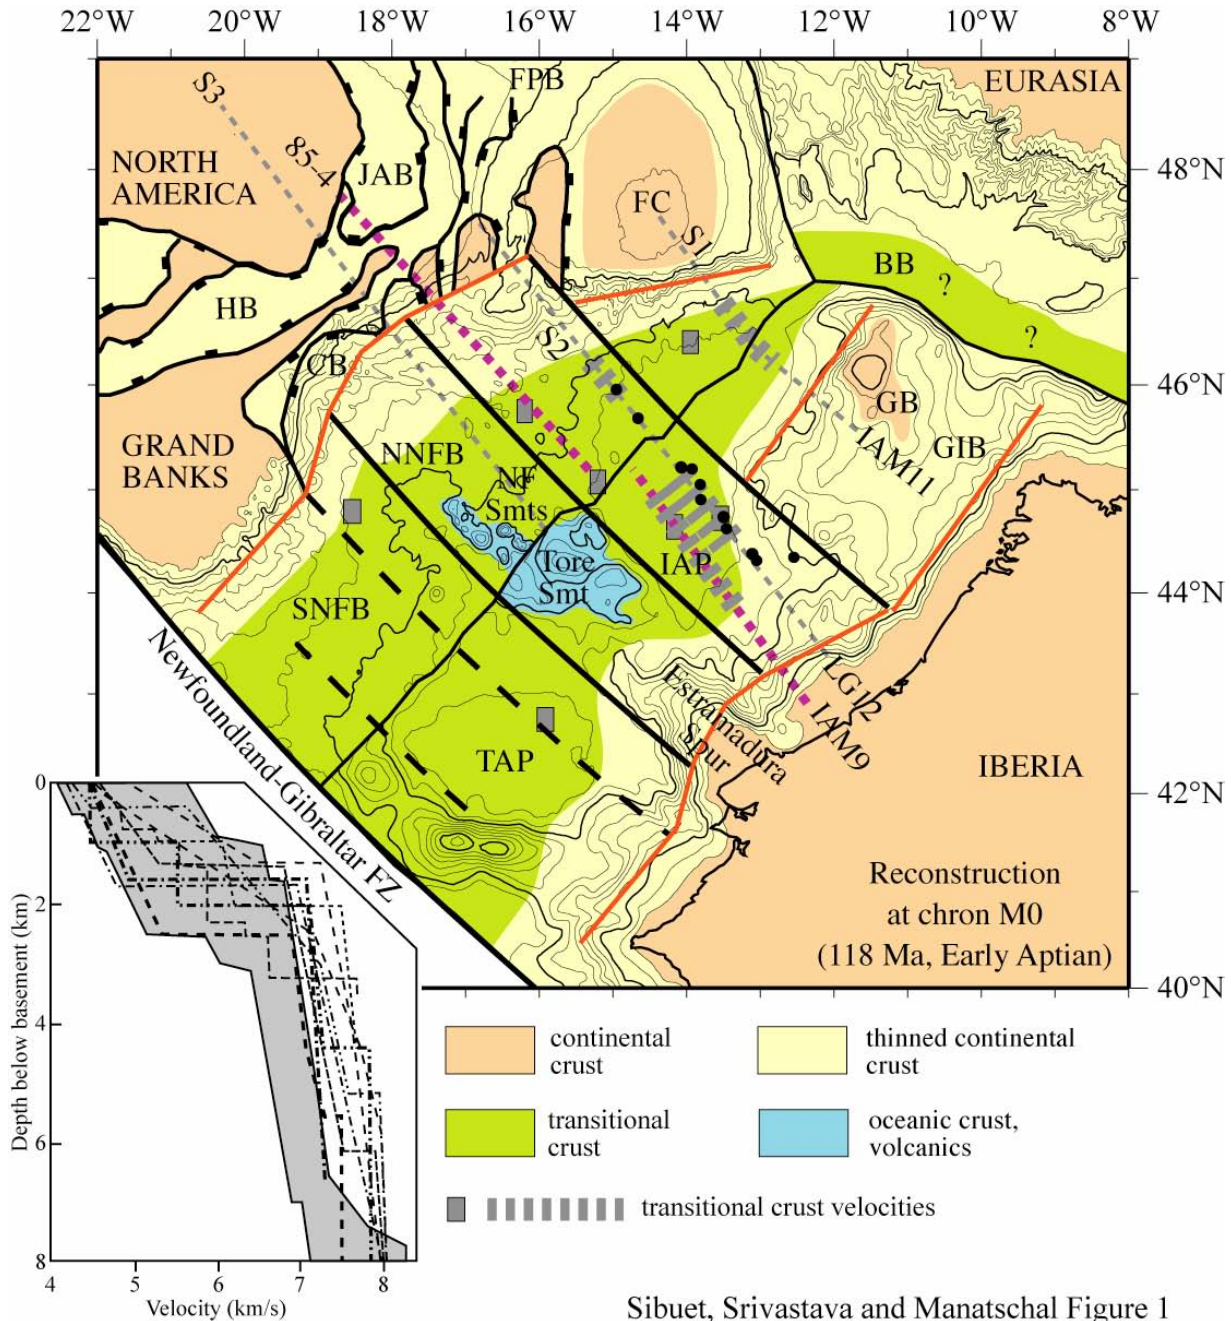 22°W 20°W 18°W 16°W 14°W 12°W 10°W 8°W
S3
FPB
EURASIA
85-4
NORTH
AMERICA
JAB
48°N
FC
S1
BB
?
HB
S2
?
CB
46°N
GB
GRAND
BANKS
NNFB
GIB
IAM11
NF
Smts
Tore
Smt
IAP
44°N
SNFB
Newfoundland-Gibraltar FZ
Estramadura
Spur
LG12
IAM9
TAP
IBERIA
42°N
Reconstruction
at chron M0
(118 Ma, Early Aptian)
40°N
0
2
4
6
8
Depth below basement (km)
4 5 6 7 8
Velocity (km/s)
continental
crust
thinned continental
crust
transitional
crust
oceanic crust,
volcanics
transitional crust velocities
Sibuet, Srivastava and Manatschal Figure 1